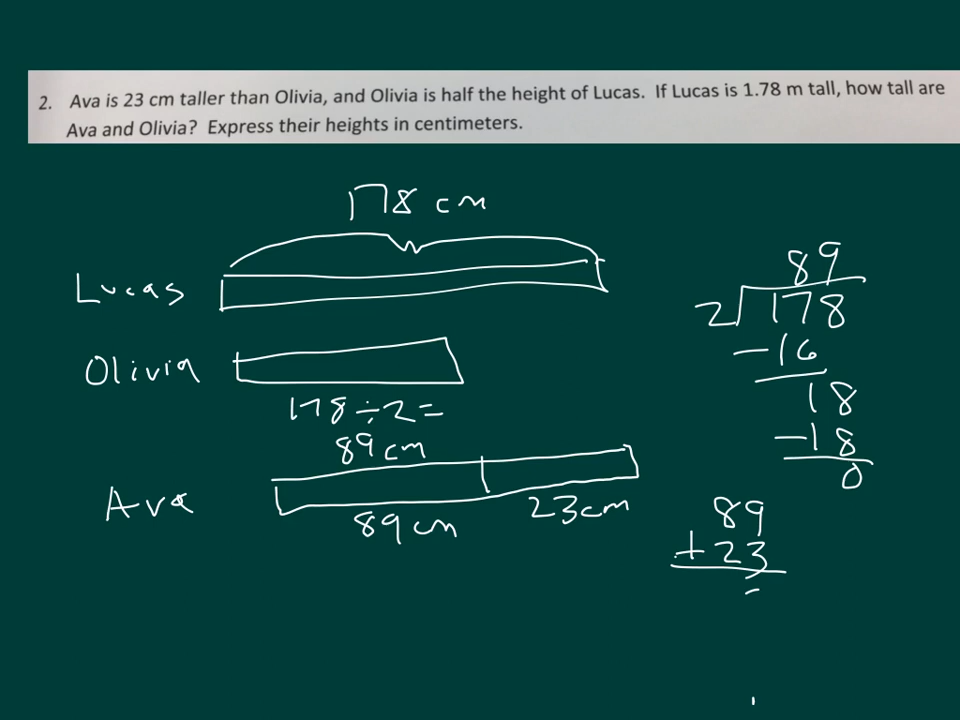 2. Ava is 23 cm taller than Olivia, and Olivia is half the height of Lucas. If Lucas is 1.78 m tall, how tall are
Ava and Olivia? Express their heights in centimeters.
178 cm
Lucas
Olivia
178÷2=
89 cm
Ava
89 cm
23cm
89
2 178
-16
18
-18
0
89
+23